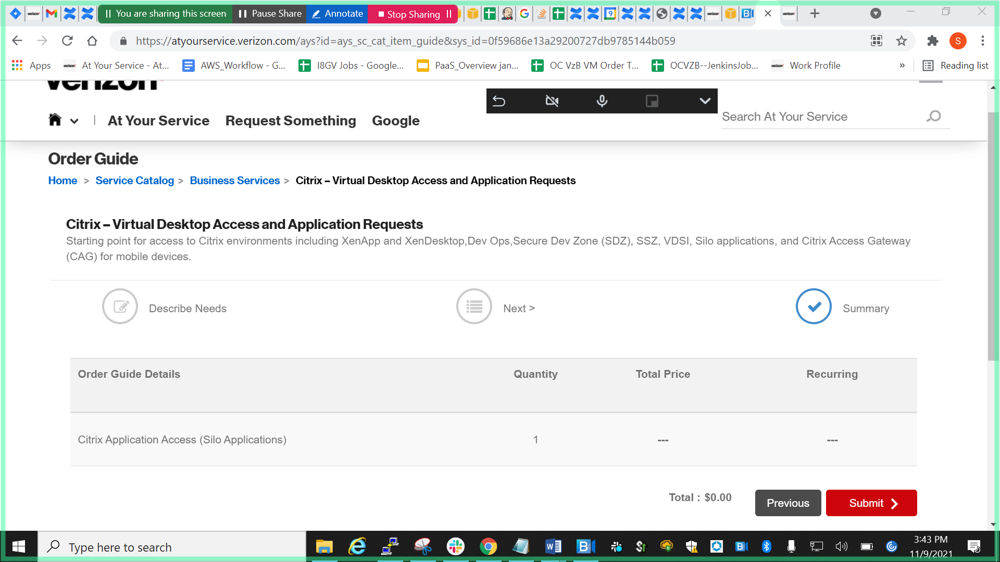 You are sharing this screen
Pause Share
Annotate
Stop Sharing
https://atyourservice.verizon.com/ays?id=ays_sc_cat_item_guide&sys_id=0f59686e13a29200727db9785144b059
S
Apps
At Your Service - At...
AWS_Workflow - G...
I8GV Jobs - Google...
PaaS_Overview jan...
OC VzB VM Order T...
OCVZB--JenkinsJob...
Work Profile
»
Reading list
verizon
At Your Service
Request Something
Google
Search At Your Service
Order Guide
Home > Service Catalog > Business Services > Citrix – Virtual Desktop Access and Application Requests
Citrix – Virtual Desktop Access and Application Requests
Starting point for access to Citrix environments including XenApp and XenDesktop,Dev Ops,Secure Dev Zone (SDZ), SSZ, VDSI, Silo applications, and Citrix Access Gateway
(CAG) for mobile devices.
Describe Needs
Next >
Summary
Order Guide Details Quantity Total Price Recurring
Citrix Application Access (Silo Applications) 1 --- ---
Total : $0.00
Previous
Submit
Type here to search
3:43 PM
11/9/2021